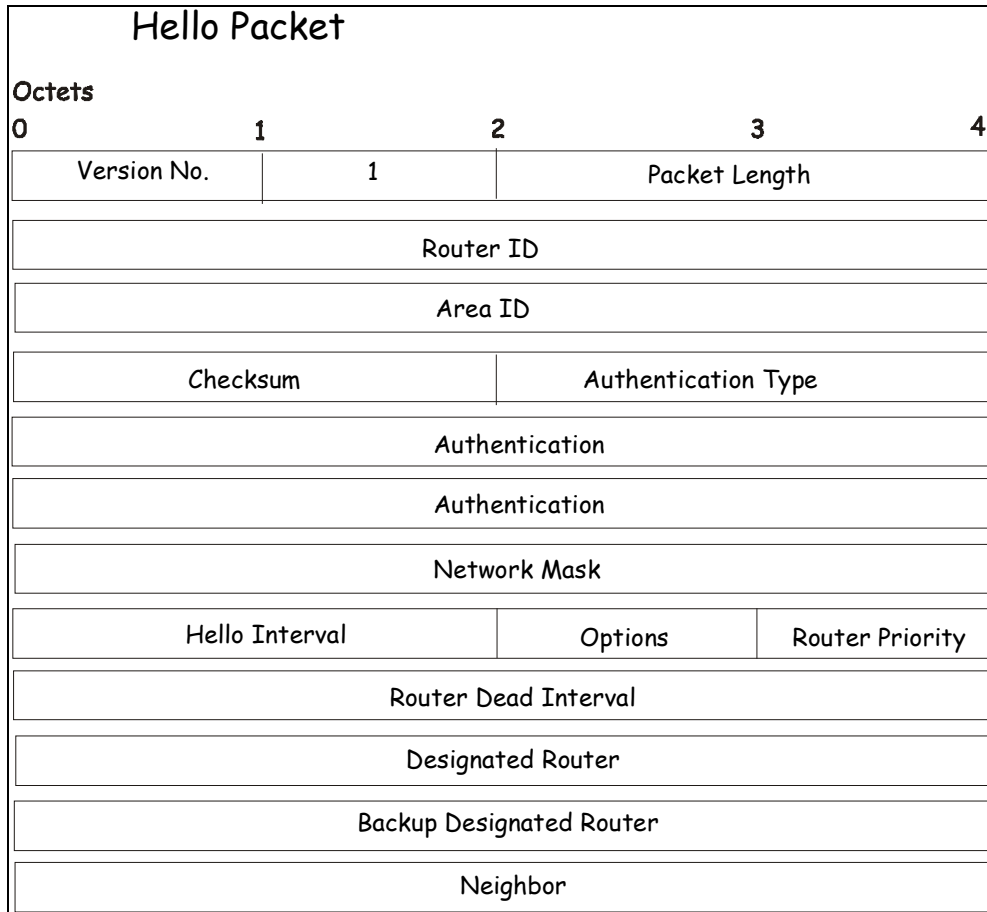 Hello Packet
Octets
0 1 2 3 4
Version No. 1 Packet Length
Router ID
Area ID
Checksum Authentication Type
Authentication
Authentication
Network Mask
Hello Interval Options Router Priority
Router Dead Interval
Designated Router
Backup Designated Router
Neighbor